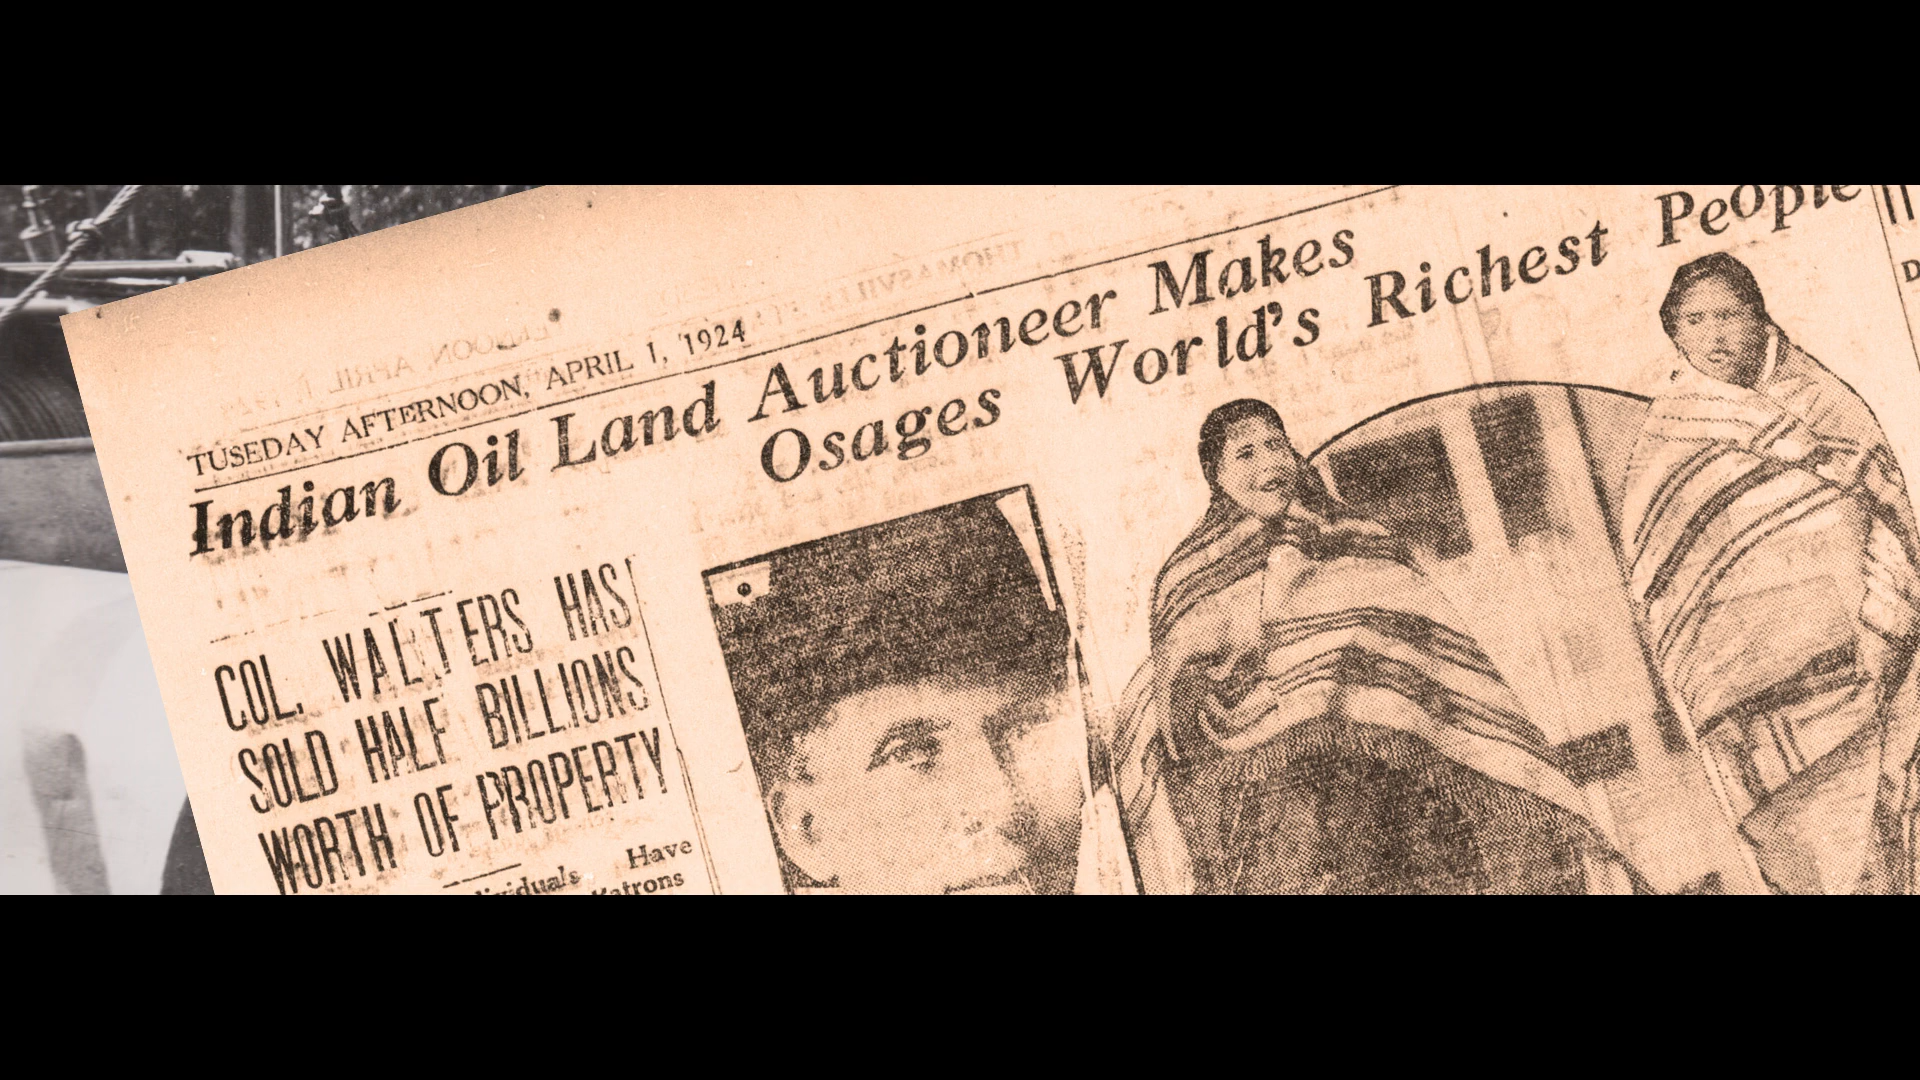 TUSEDAY AFTERNOON, APRIL 1, 1924
Indian Oil Land Auctioneer Makes
Osages World's Richest People
COL. WALTERS HAS
SOLD HALF BILLIONS
WORTH OF PROPERTY
Have